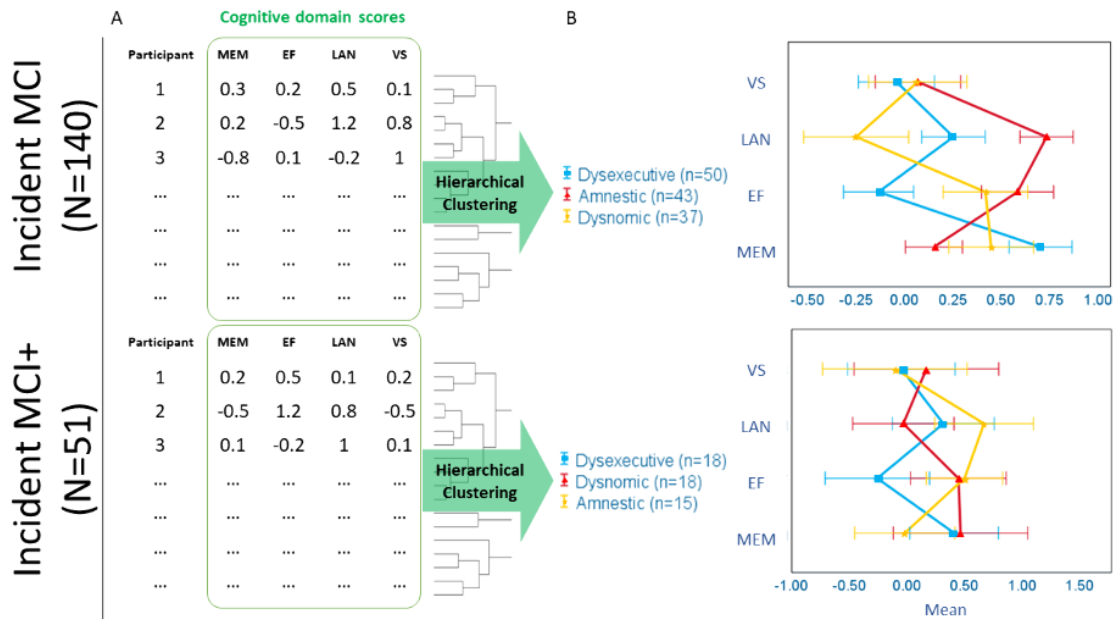 A
Cognitive domain scores
B
Incident MCI
(N=140)
Participant MEM EF LAN VS
1 0.3 0.2 0.5 0.1
2 0.2 -0.5 1.2 0.8
3 -0.8 0.1 -0.2 1
... ... ... ... ...
... ... ... ... ...
... ... ... ... ...
Hierarchical
Clustering
Dysexecutive (n=50)
Amnestic (n=43)
Dysnomic (n=37)
VS
LAN
EF
MEM
-0.50 -0.25 0.00 0.25 0.50 0.75 1.00
Incident MCI+
(N=51)
Participant MEM EF LAN VS
1 0.2 0.5 0.1 0.2
2 -0.5 1.2 0.8 -0.5
3 0.1 -0.2 1 0.1
... ... ... ... ...
... ... ... ... ...
... ... ... ... ...
Hierarchical
Clustering
Dysexecutive (n=18)
Dysnomic (n=18)
Amnestic (n=15)
VS
LAN
EF
MEM
-1.00 -0.50 0.00 0.50 1.00 1.50
Mean